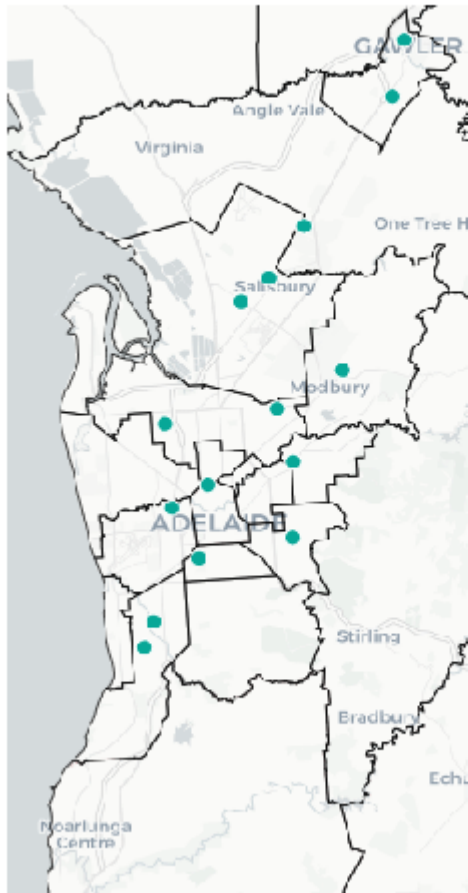 GAWLER
Angle Vale
Virginia
One Tree H
Salisbury
Modbury
ADELAIDE
Stirling
Bradbury
Echu
Noarlunga
Centre